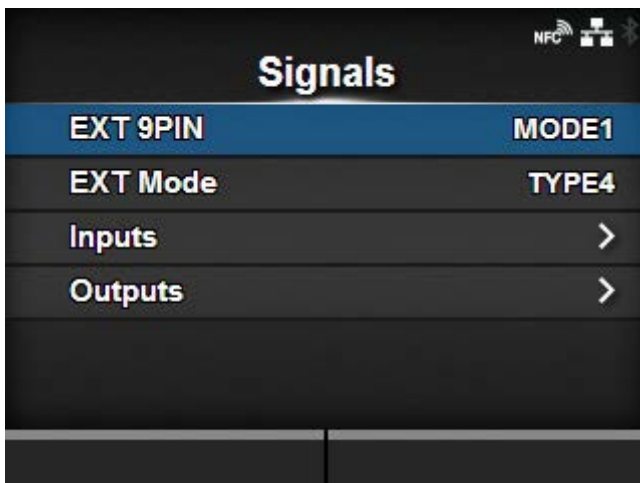 NFC
Signals
EXT 9PIN MODE1
EXT Mode TYPE4
Inputs
Outputs